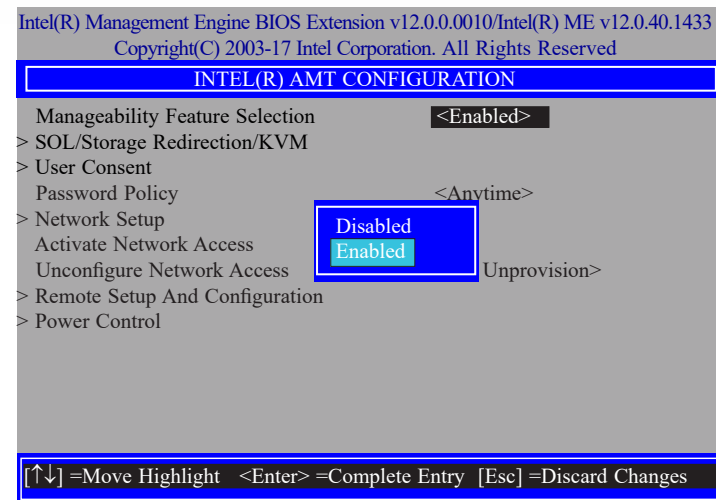 Intel(R) Management Engine BIOS Extension v12.0.0.0010/Intel(R) ME v12.0.40.1433
Copyright(C) 2003-17 Intel Corporation. All Rights Reserved
INTEL(R) AMT CONFIGURATION
Manageability Feature Selection <Enabled>
> SOL/Storage Redirection/KVM
> User Consent
Password Policy <Anytime>
> Network Setup
Disabled
Activate Network Access
Enabled
Unconfigure Network Access Unprovision>
> Remote Setup And Configuration
> Power Control
[↑↓] =Move Highlight <Enter> =Complete Entry [Esc] =Discard Changes